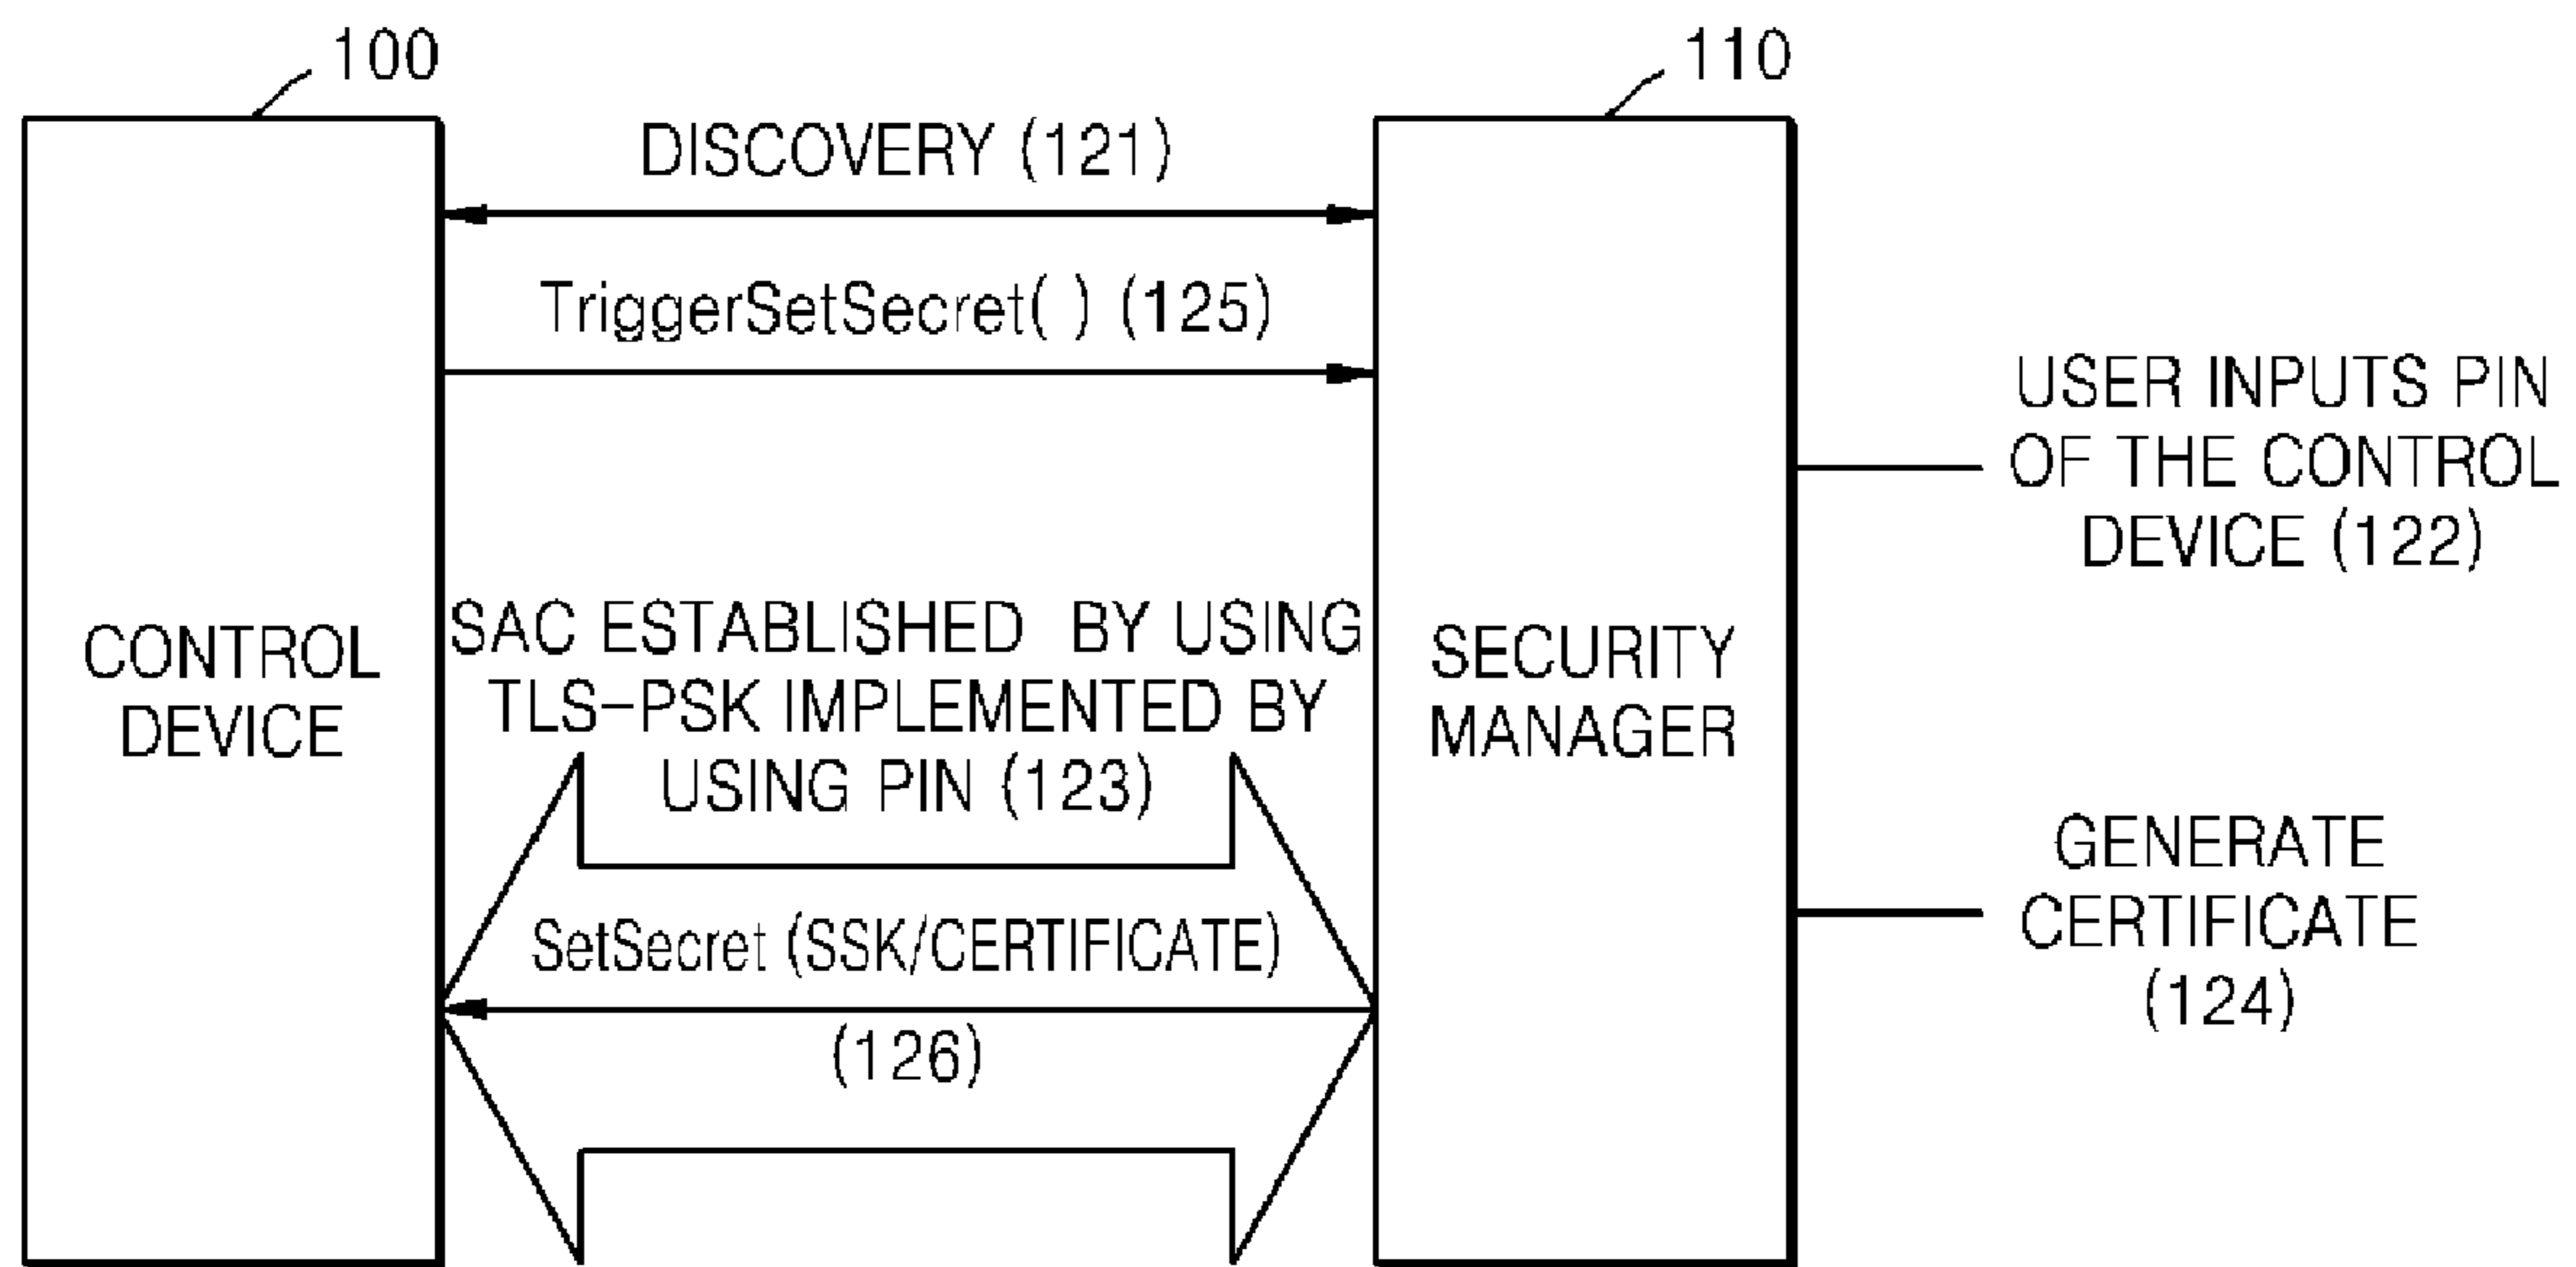 100
110
DISCOVERY (121)
TriggerSetSecret( ) (125)
USER INPUTS PIN
OF THE CONTROL
DEVICE (122)
CONTROL
DEVICE
SAC ESTABLISHED BY USING
TLS-PSK IMPLEMENTED BY
USING PIN (123)
SECURITY
MANAGER
GENERATE
CERTIFICATE
(124)
SetSecret (SSK/CERTIFICATE)
(126)